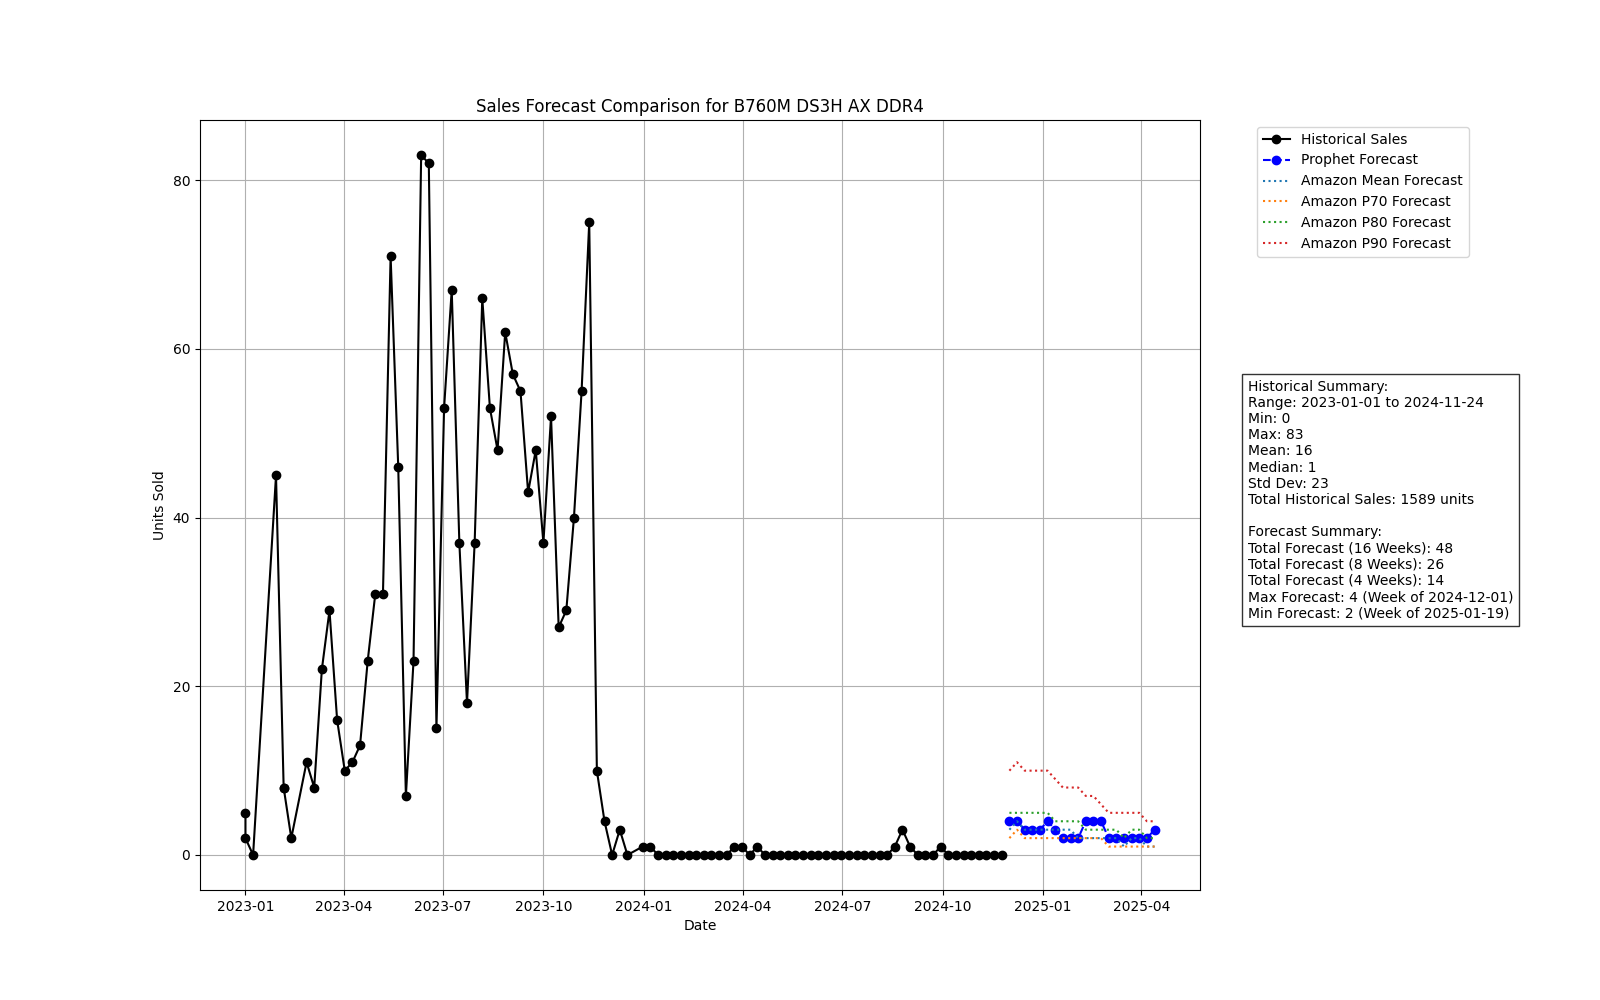 Sales Forecast Comparison for B760M DS3H AX DDR4
Historical Sales
Prophet Forecast
Amazon Mean Forecast
Amazon P70 Forecast
Amazon P80 Forecast
Amazon P90 Forecast
80
60
40
20
0
Units Sold
2023-01
2023-04
2023-07
2023-10
2024-01
2024-04
2024-07
2024-10
2025-01
2025-04
Date
Historical Summary:
Range: 2023-01-01 to 2024-11-24
Min: 0
Max: 83
Mean: 16
Median: 1
Std Dev: 23
Total Historical Sales: 1589 units
Forecast Summary:
Total Forecast (16 Weeks): 48
Total Forecast (8 Weeks): 26
Total Forecast (4 Weeks): 14
Max Forecast: 4 (Week of 2024-12-01)
Min Forecast: 2 (Week of 2025-01-19)